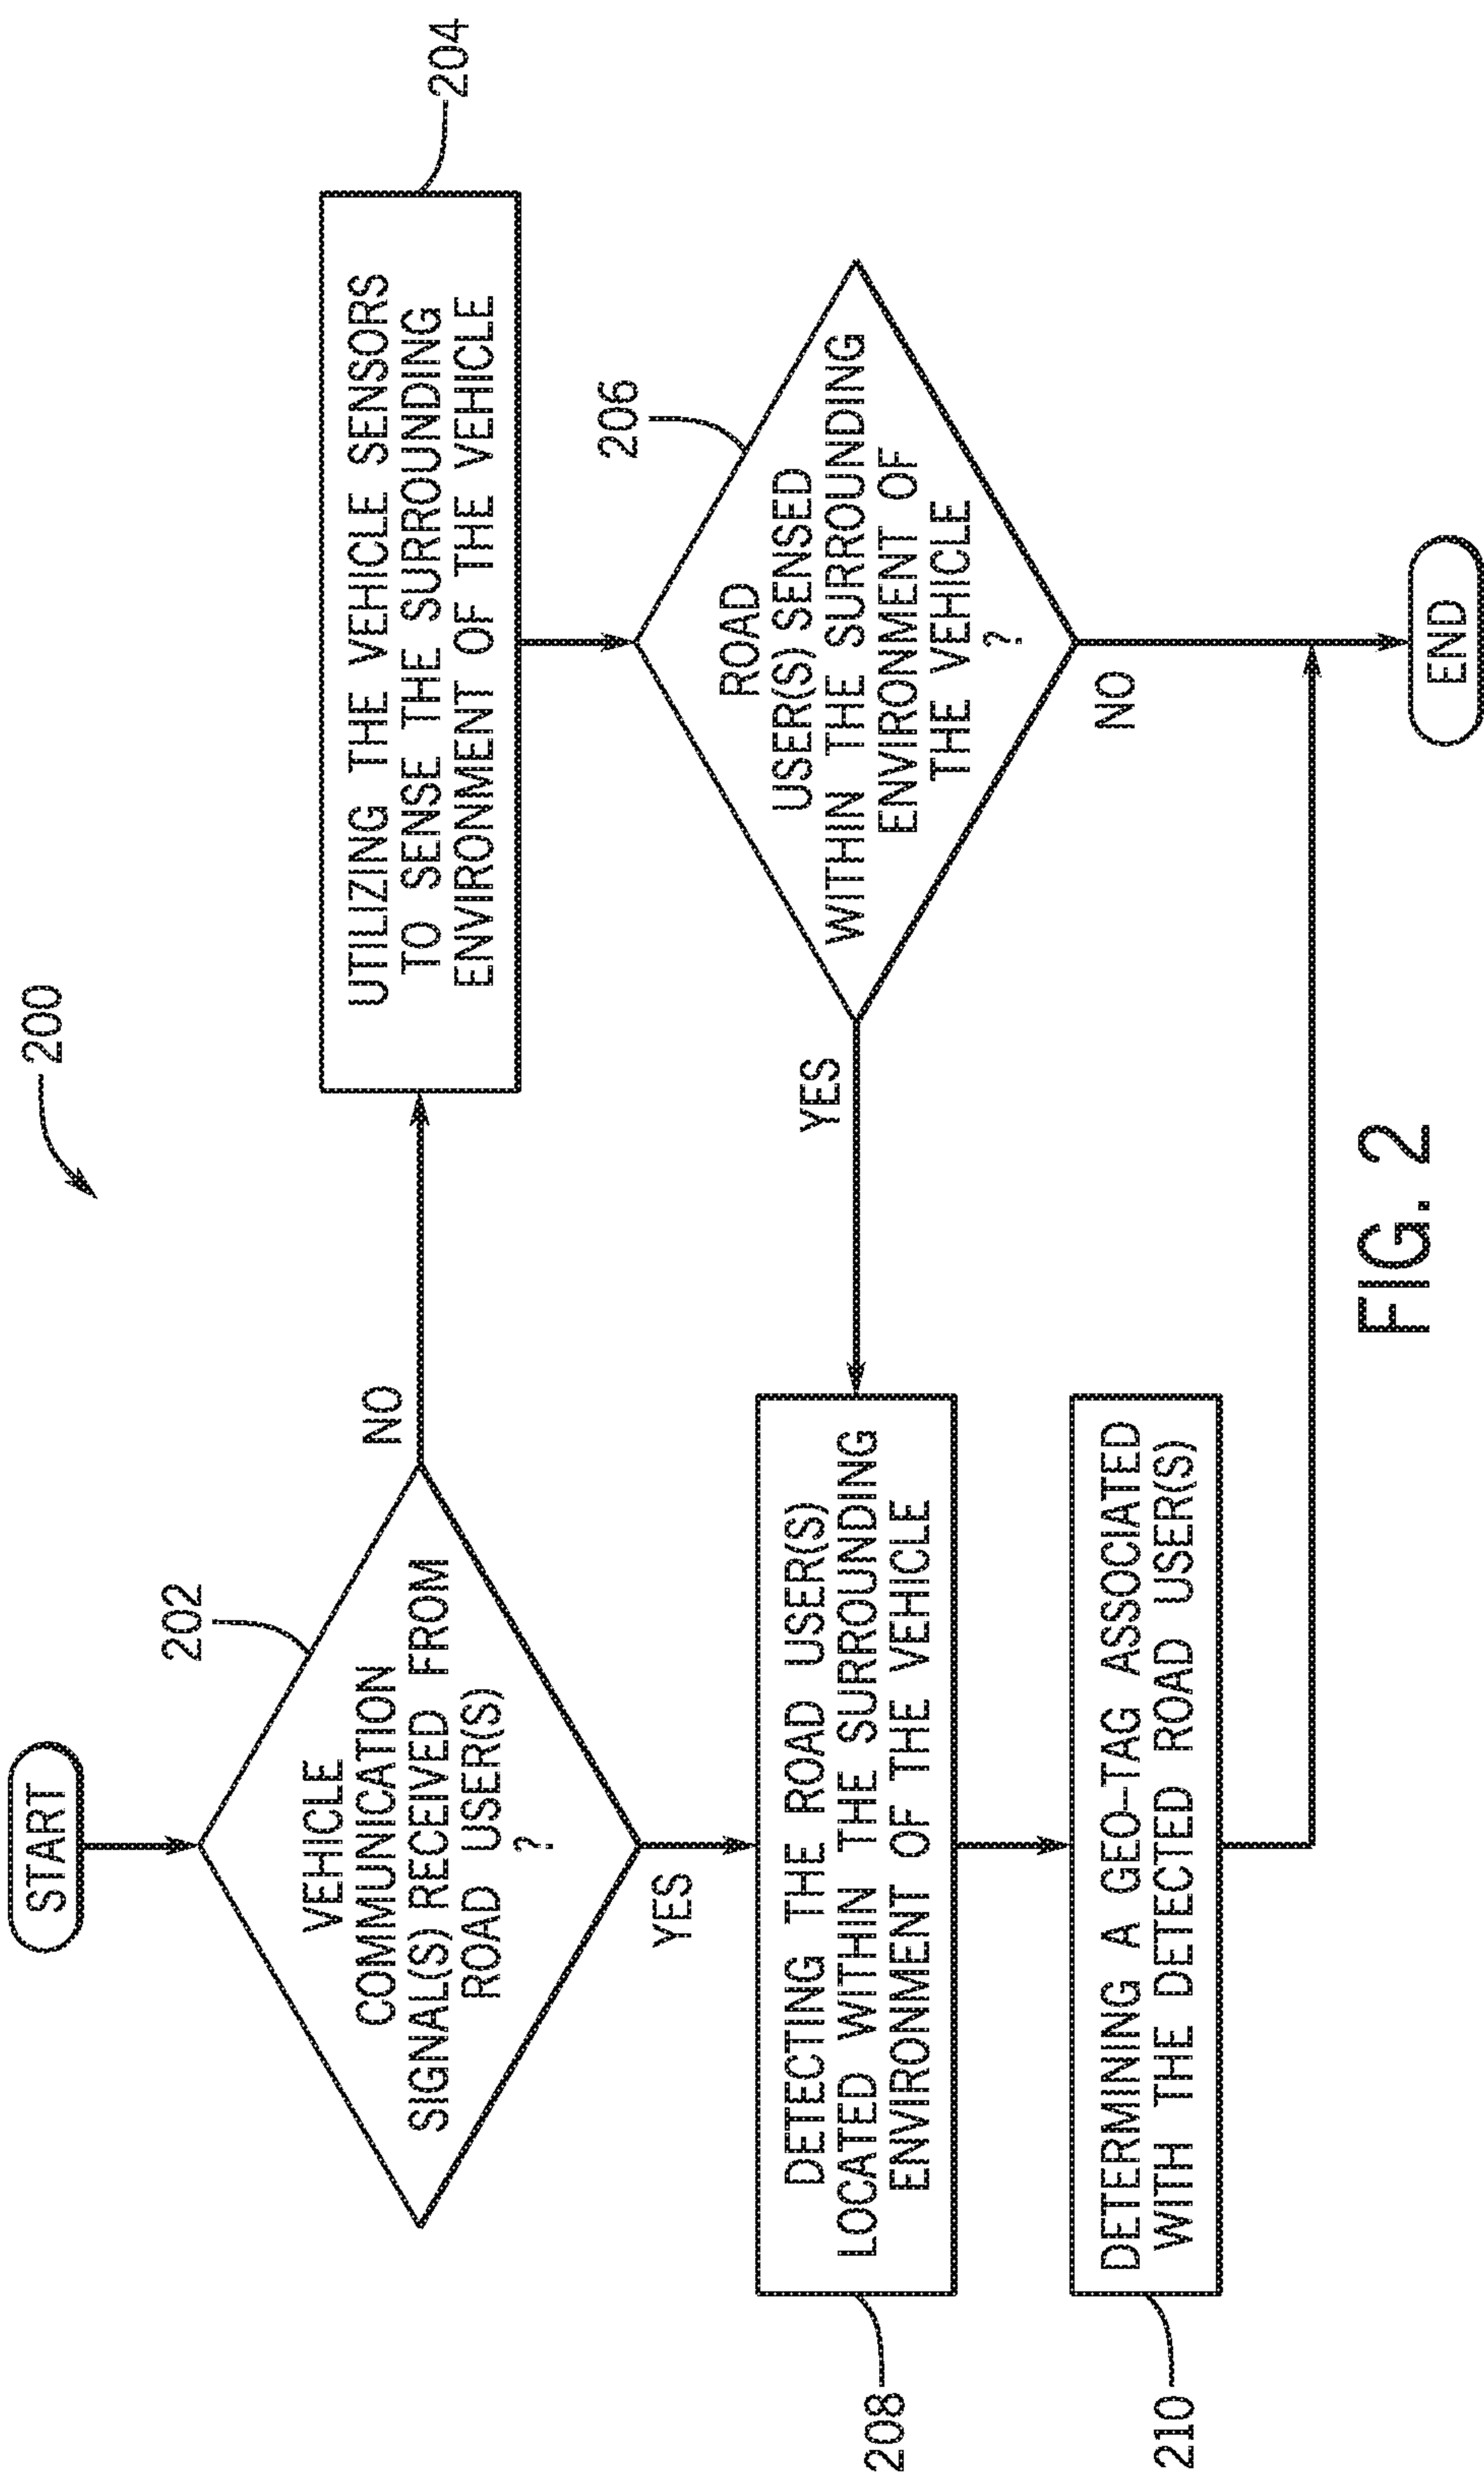 200
START
202
VEHICLE
COMMUNICATION
SIGNAL(S) RECEIVED FROM
ROAD USER(S)
?
NO
YES
204
UTILIZING THE VEHICLE SENSORS
TO SENSE THE SURROUNDING
ENVIRONMENT OF THE VEHICLE
206
ROAD
USER(S) SENSED
WITHIN THE SURROUNDING
ENVIRONMENT OF
THE VEHICLE
?
YES
NO
208
DETECTING THE ROAD USER(S)
LOCATED WITHIN THE SURROUNDING
ENVIRONMENT OF THE VEHICLE
210
DETERMINING A GEO-TAG ASSOCIATED
WITH THE DETECTED ROAD USER(S)
END
FIG. 2